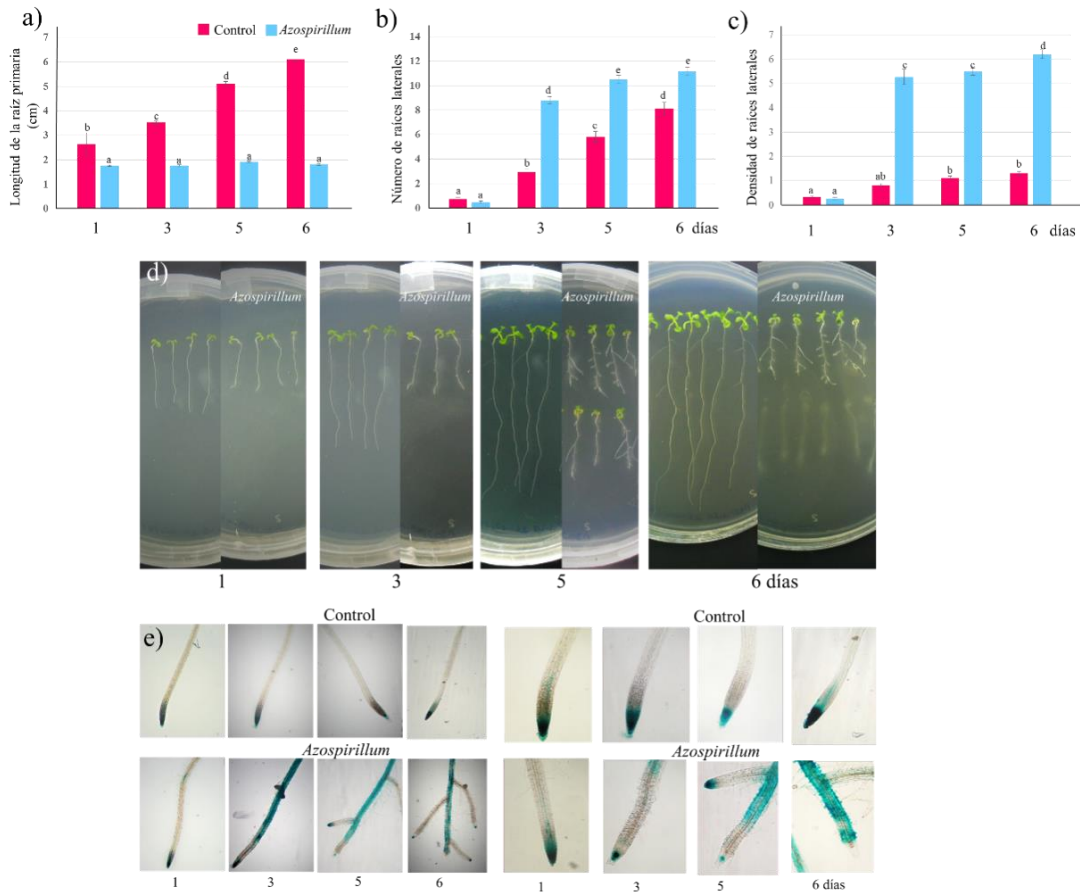 a)
Control Azospirillum
Longitud de la raíz primaria
(cm)
7
6
5
4
3
2
1
0
b a c a d a e a
1 3 5 6
b)
Número de raíces laterales
14
12
10
8
6
4
2
0
a a b d c e d e
1 3 5 6 días
c)
Densidad de raíces laterales
7
6
5
4
3
2
1
0
a a ab c b c b d
1 3 5 6 días
d)
Azospirillum Azospirillum Azospirillum Azospirillum
1 3 5 6 días
e)
Control Control
Azospirillum Azospirillum
1 3 5 6 1 3 5 6 días